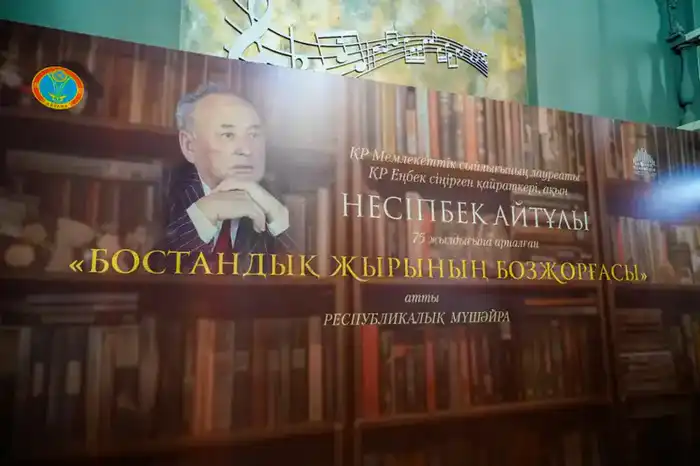 ҚР Мемлекеттік сыйлығының лауреаты
ҚР Еңбек сіңірген қайраткері, ақын
НЕСІПБЕК АЙТҰЛЫ
75 жылдығына арналған
«БОСТАНДЫҚ ЖЫРЫНЫҢ БОЗЖОРҒАСЫ»
атты
РЕСПУБЛИКАЛЫҚ МҮШӘЙРА